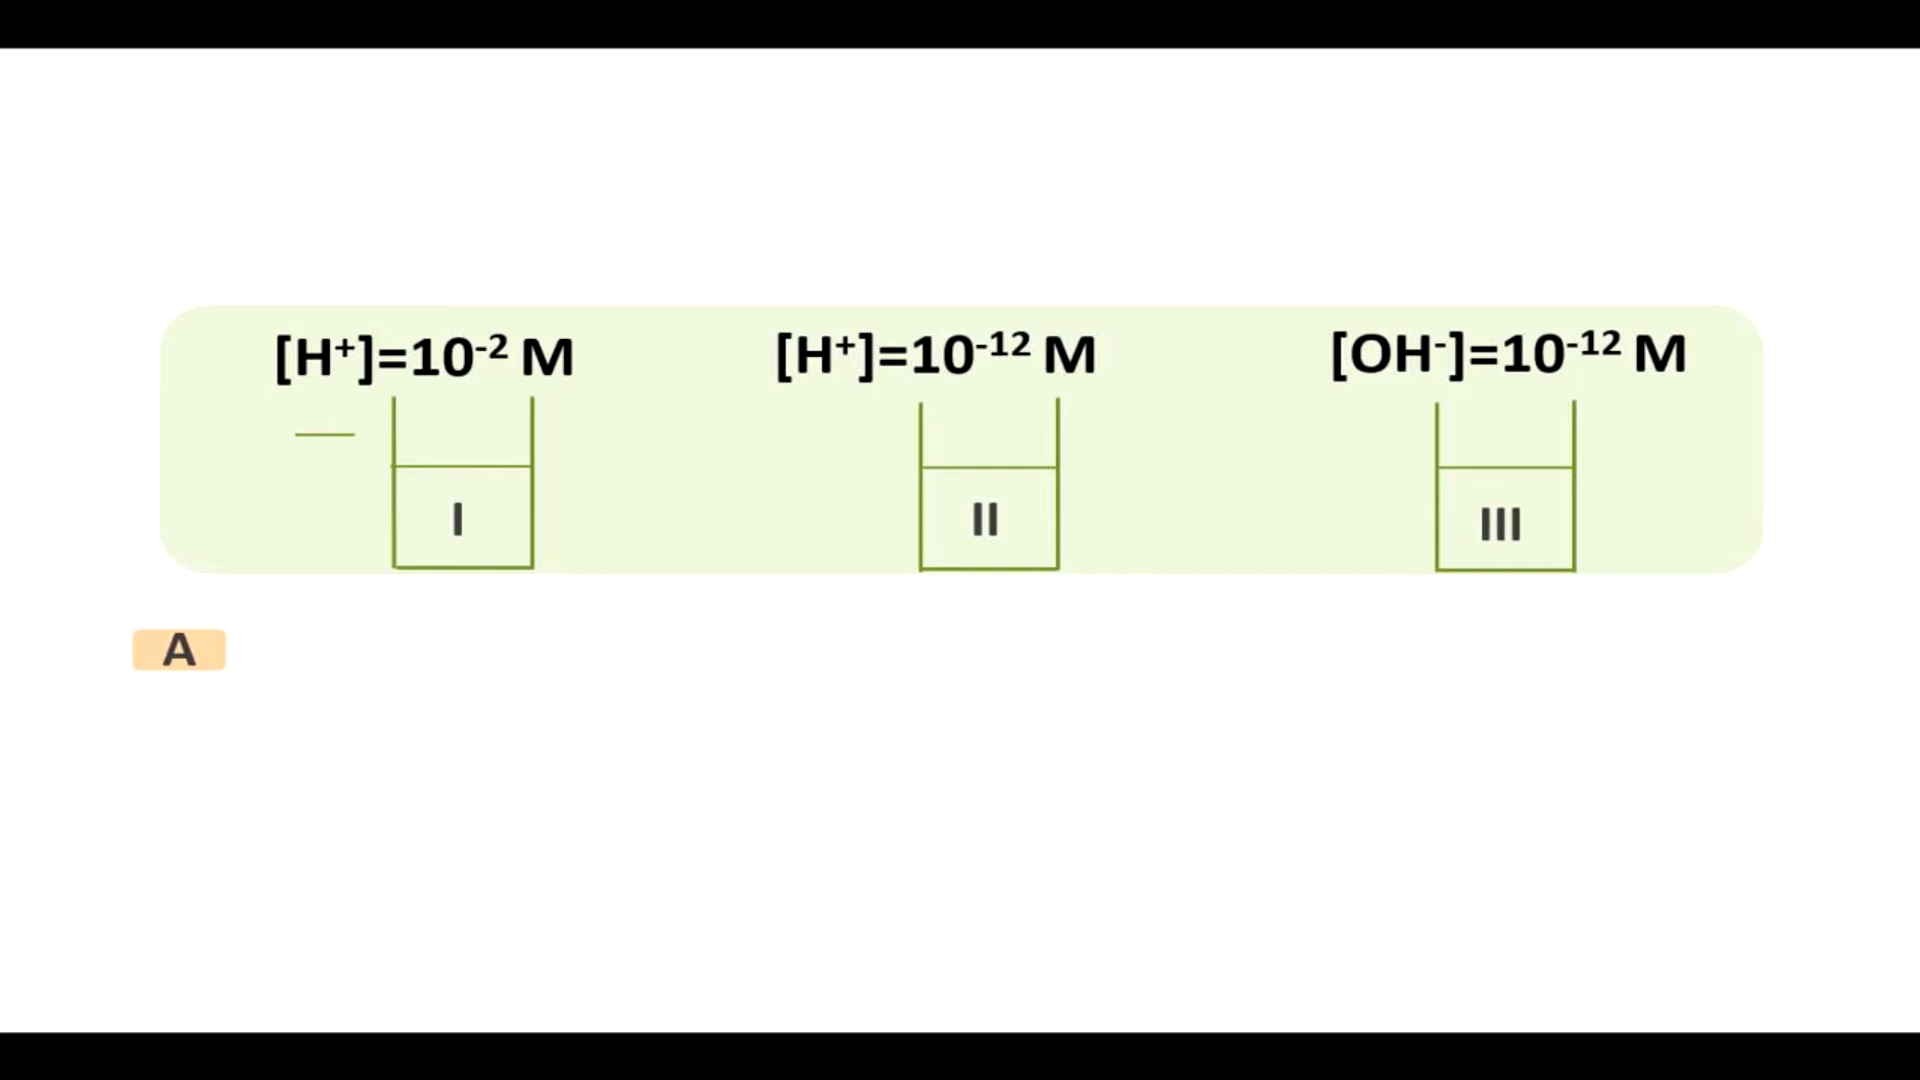 [H⁺]=10⁻² M [H⁺]=10⁻¹² M [OH⁻]=10⁻¹² M
I II III
A